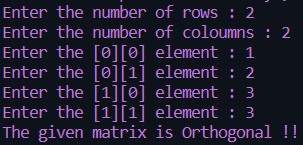 Enter the number of rows : 2
Enter the number of coloumns : 2
Enter the [0][0] element : 1
Enter the [0][1] element : 2
Enter the [1][0] element : 3
Enter the [1][1] element : 3
The given matrix is Orthogonal !!